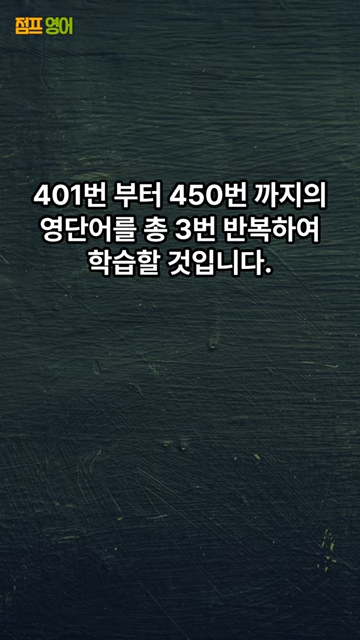 점프 영어
401번 부터 450번 까지의
영단어를 총 3번 반복하여
학습할 것입니다.